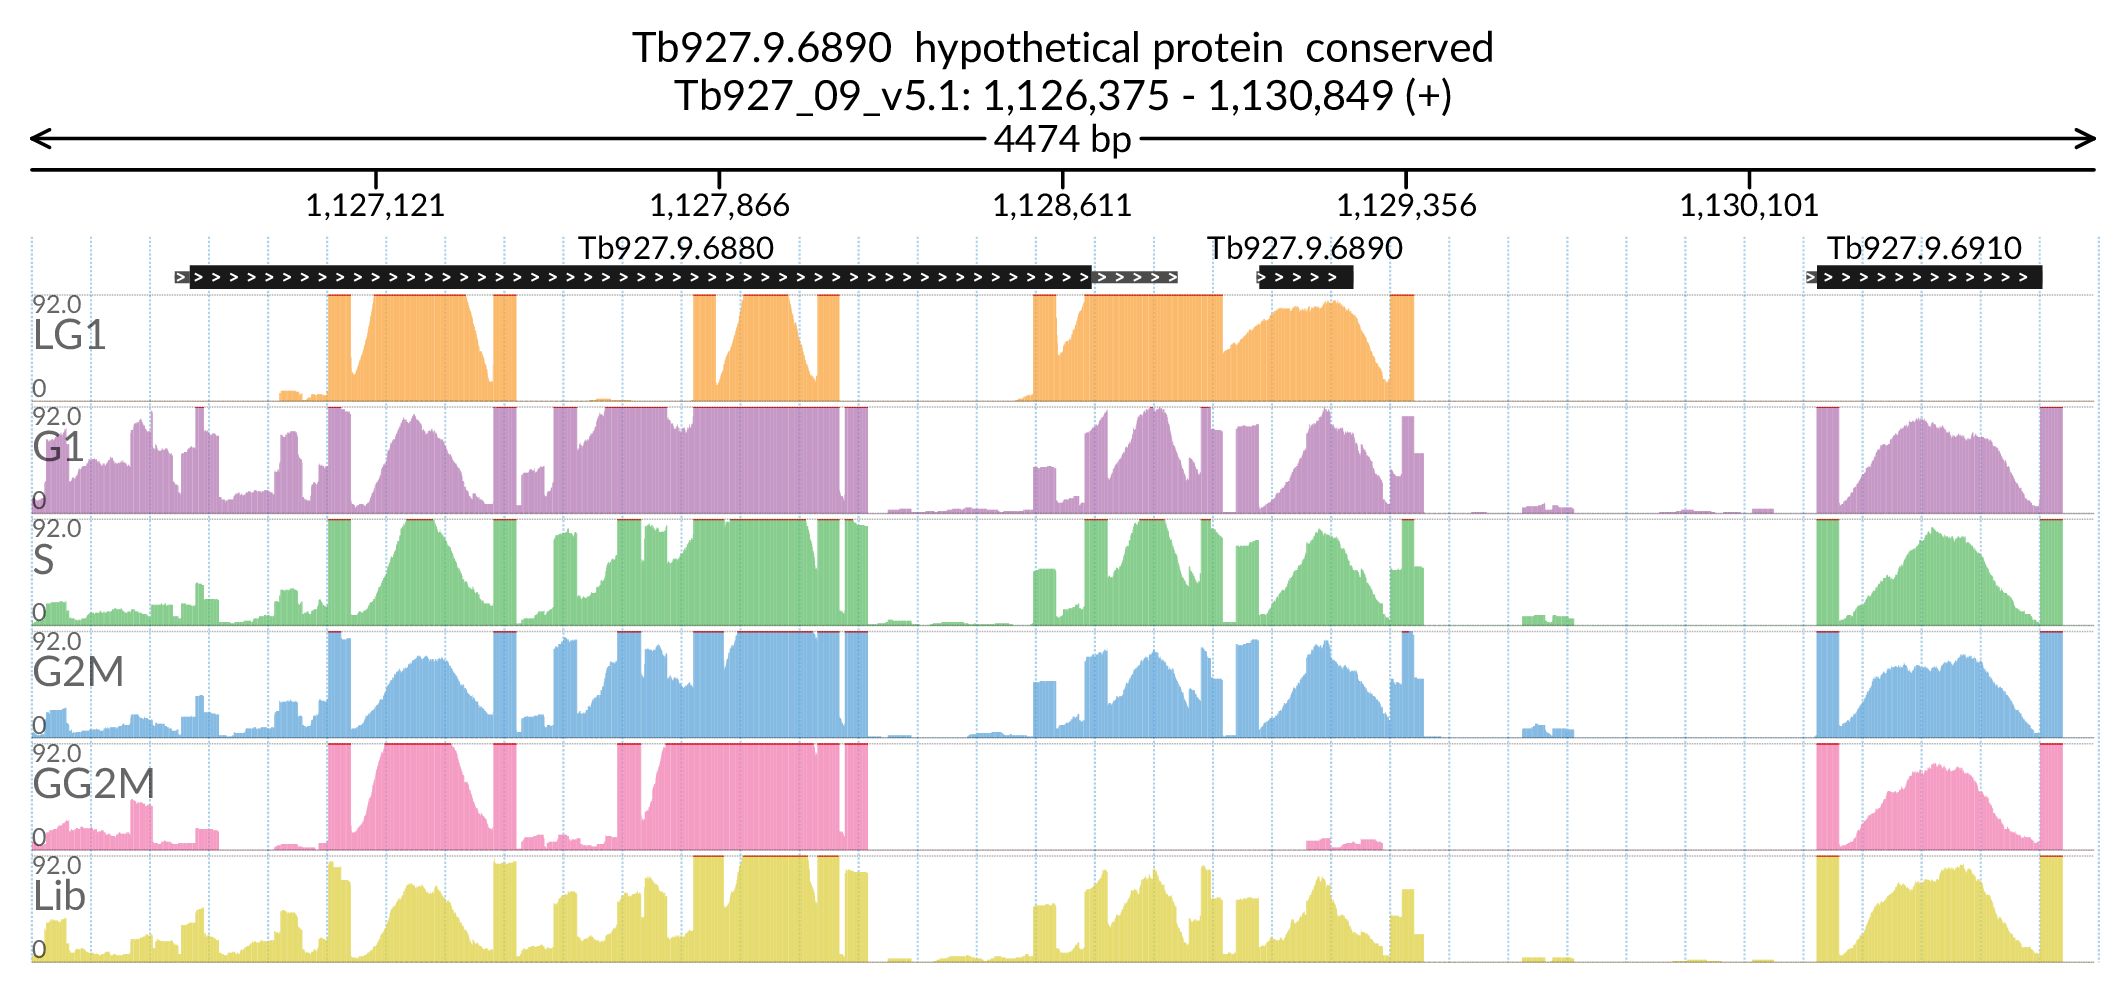 Tb927.9.6890 hypothetical protein conserved
Tb927_09_v5.1: 1,126,375 - 1,130,849 (+)
4474 bp
1,127,121 1,127,866 1,128,611 1,129,356 1,130,101
Tb927.9.6880 Tb927.9.6890 Tb927.9.6910
92.0
LG1
0
92.0
G1
0
92.0
S
0
92.0
G2M
0
92.0
GG2M
0
92.0
Lib
0